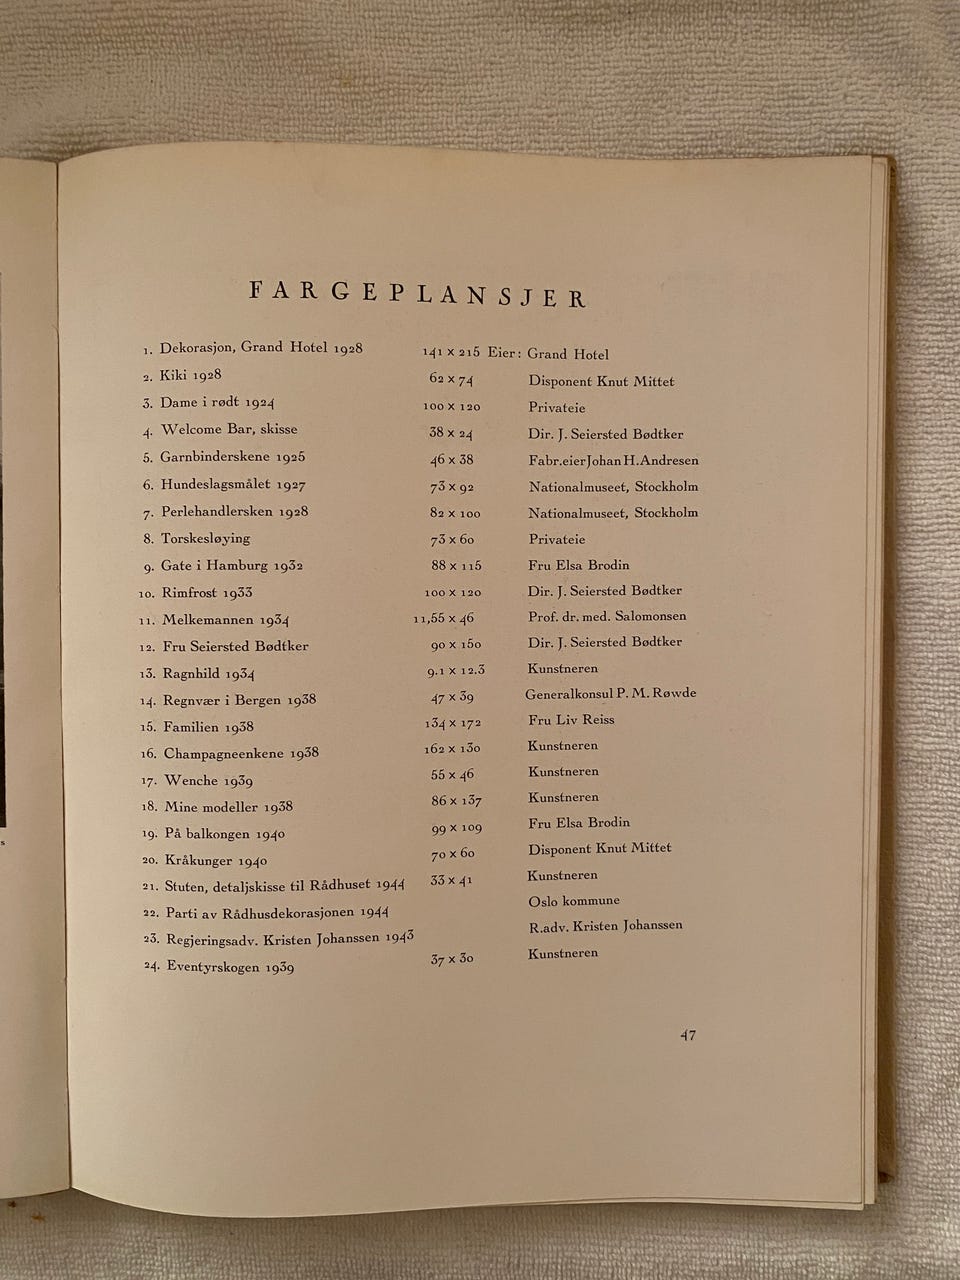 FARGEPLANSJER
1. Dekorasjon, Grand Hotel 1928 141 x 215 Eier: Grand Hotel
2. Kiki 1928 62 x 74 Disponent Knut Mittet
3. Dame i rødt 1924 100 x 120 Privateie
4. Welcome Bar, skisse 38 x 24 Dir. J. Seiersted Bødtker
5. Garnbinderskene 1925 46 x 38 Fabr.eier Johan H. Andresen
6. Hundeslagsmålet 1927 73 x 92 Nationalmuseet, Stockholm
7. Perlehandlersken 1928 82 x 100 Nationalmuseet, Stockholm
8. Torskesløying 73 x 60 Privateie
9. Gate i Hamburg 1932 88 x 115 Fru Elsa Brodin
10. Rimfrost 1933 100 x 120 Dir. J. Seiersted Bødtker
11. Melkemannen 1934 11,55 x 46 Prof. dr. med. Salomonsen
12. Fru Seiersted Bødtker 90 x 150 Dir. J. Seiersted Bødtker
13. Ragnhild 1934 9.1 x 12.3 Kunstneren
14. Regnvær i Bergen 1938 47 x 39 Generalkonsul P. M. Røwde
15. Familien 1938 134 x 172 Fru Liv Reiss
16. Champagneenkene 1938 162 x 130 Kunstneren
17. Wenche 1939 55 x 46 Kunstneren
18. Mine modeller 1938 86 x 137 Kunstneren
19. På balkongen 1940 99 x 109 Fru Elsa Brodin
20. Kråkunger 1940 70 x 60 Disponent Knut Mittet
21. Stuten, detaljskisse til Rådhuset 1944 33 x 41 Kunstneren
22. Parti av Rådhusdekorasjonen 1944 Oslo kommune
23. Regjeringsadv. Kristen Johanssen 1943 R.adv. Kristen Johanssen
24. Eventyrskogen 1939 37 x 30 Kunstneren
47
s